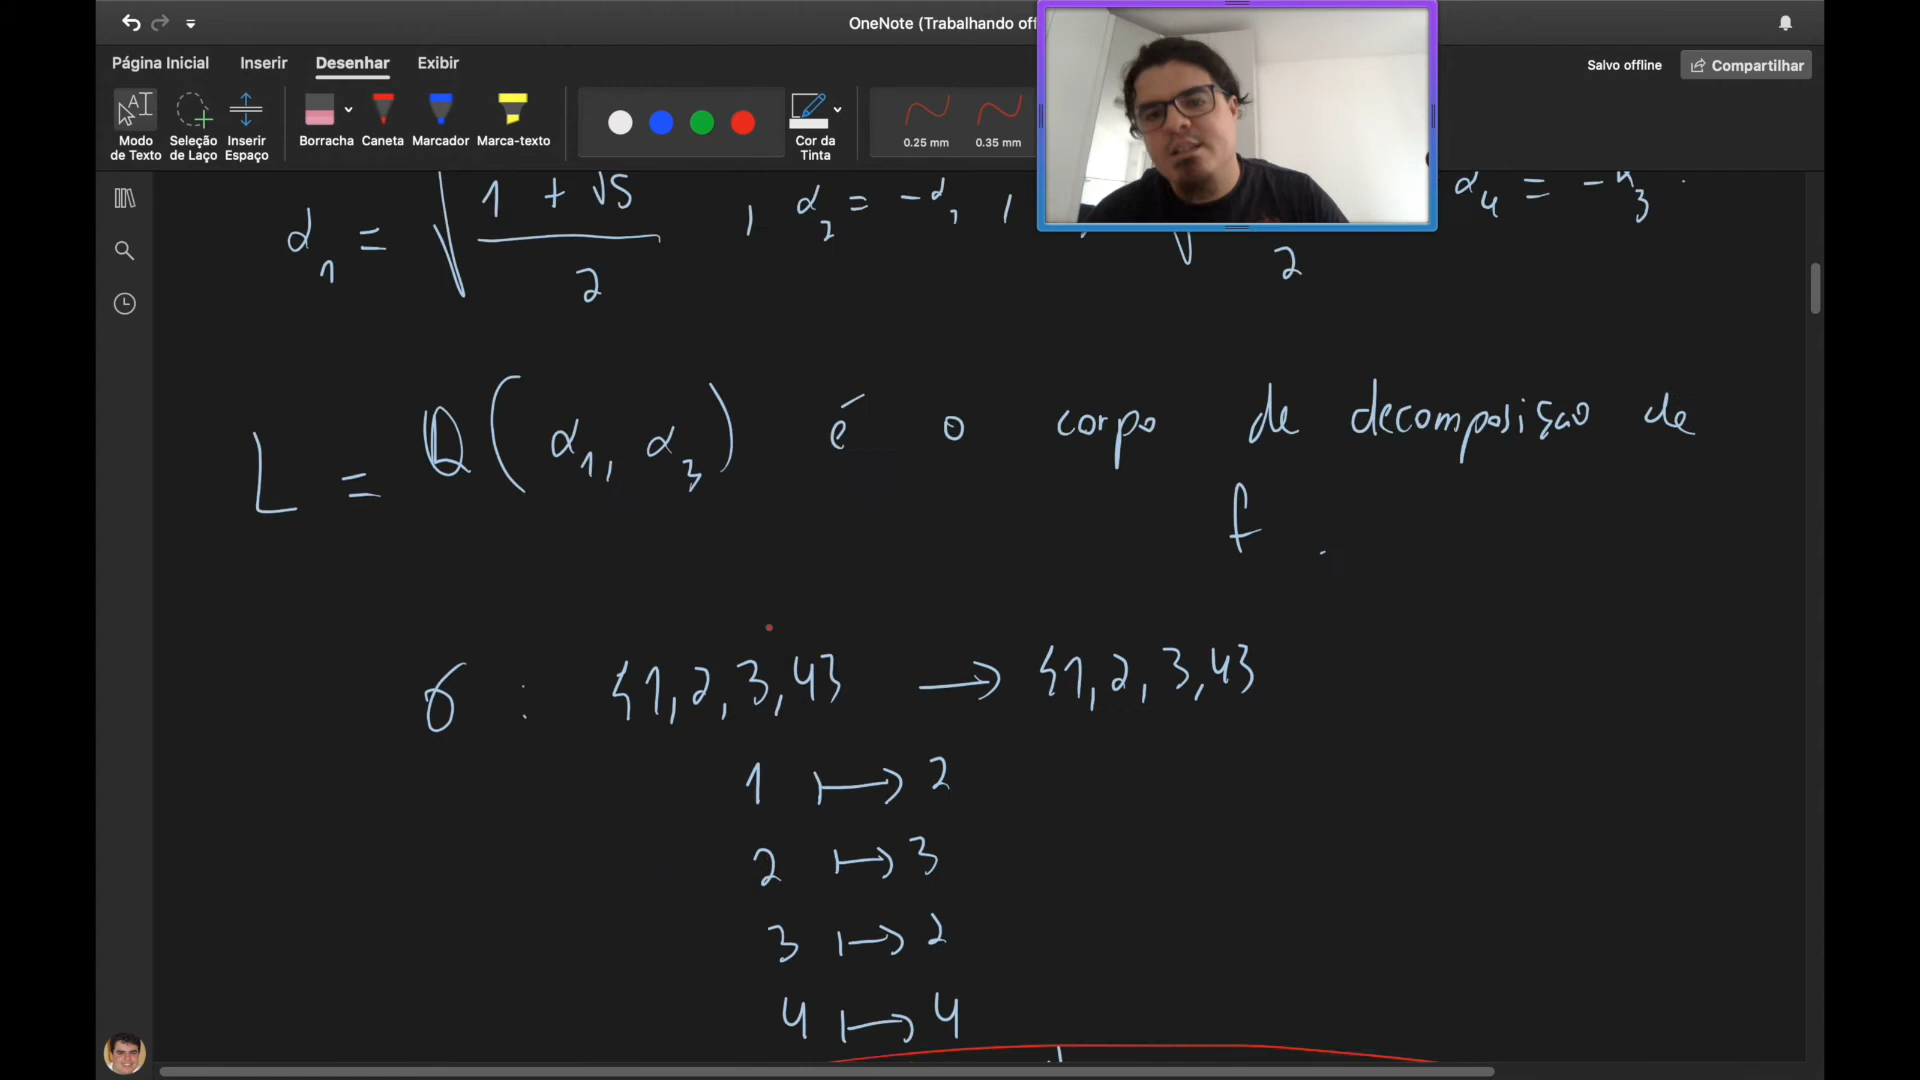 OneNote (Trabalhando off
Página Inicial Inserir Desenhar Exibir
Salvo offline Compartilhar
Modo de Texto
Seleção de Laço
Inserir Espaço
Borracha Caneta Marcador Marca-texto
Cor da Tinta
0.25 mm 0.35 mm
α₁ = √((1 + √5)/2) , α₂ = -α₁ , √ 2 α₄ = -α₃ .
L = Q(α₁, α₃) é o corpo de decomposição de
f .
σ : {1, 2, 3, 4} → {1, 2, 3, 4}
1 ↦ 2
2 ↦ 3
3 ↦ 2
4 ↦ 4